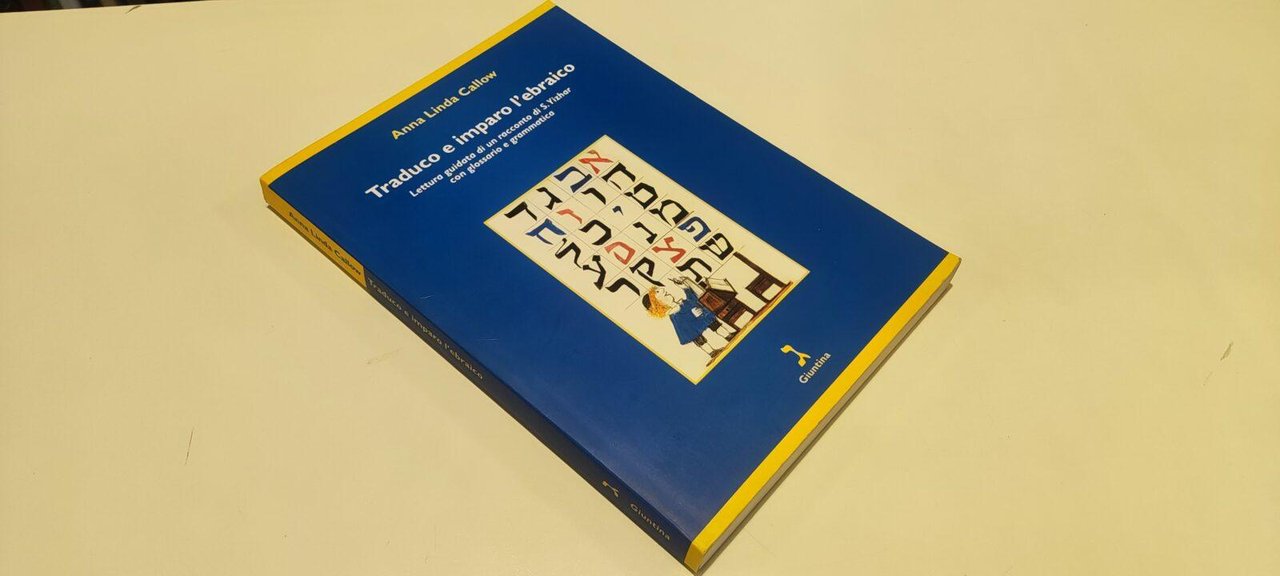 Anna Linda Callow
Traduco e imparo l'ebraico
Lettura guidata di un racconto di S. Yizhar
con glossario e grammatica
א ב ג ד
ה ו ז ח
ט י כ ל
מ נ ס ע
פ צ ק ר
ש ת
ג
Giuntina
Anna Linda Callow
Traduco e imparo l'ebraico
ג
Giuntina